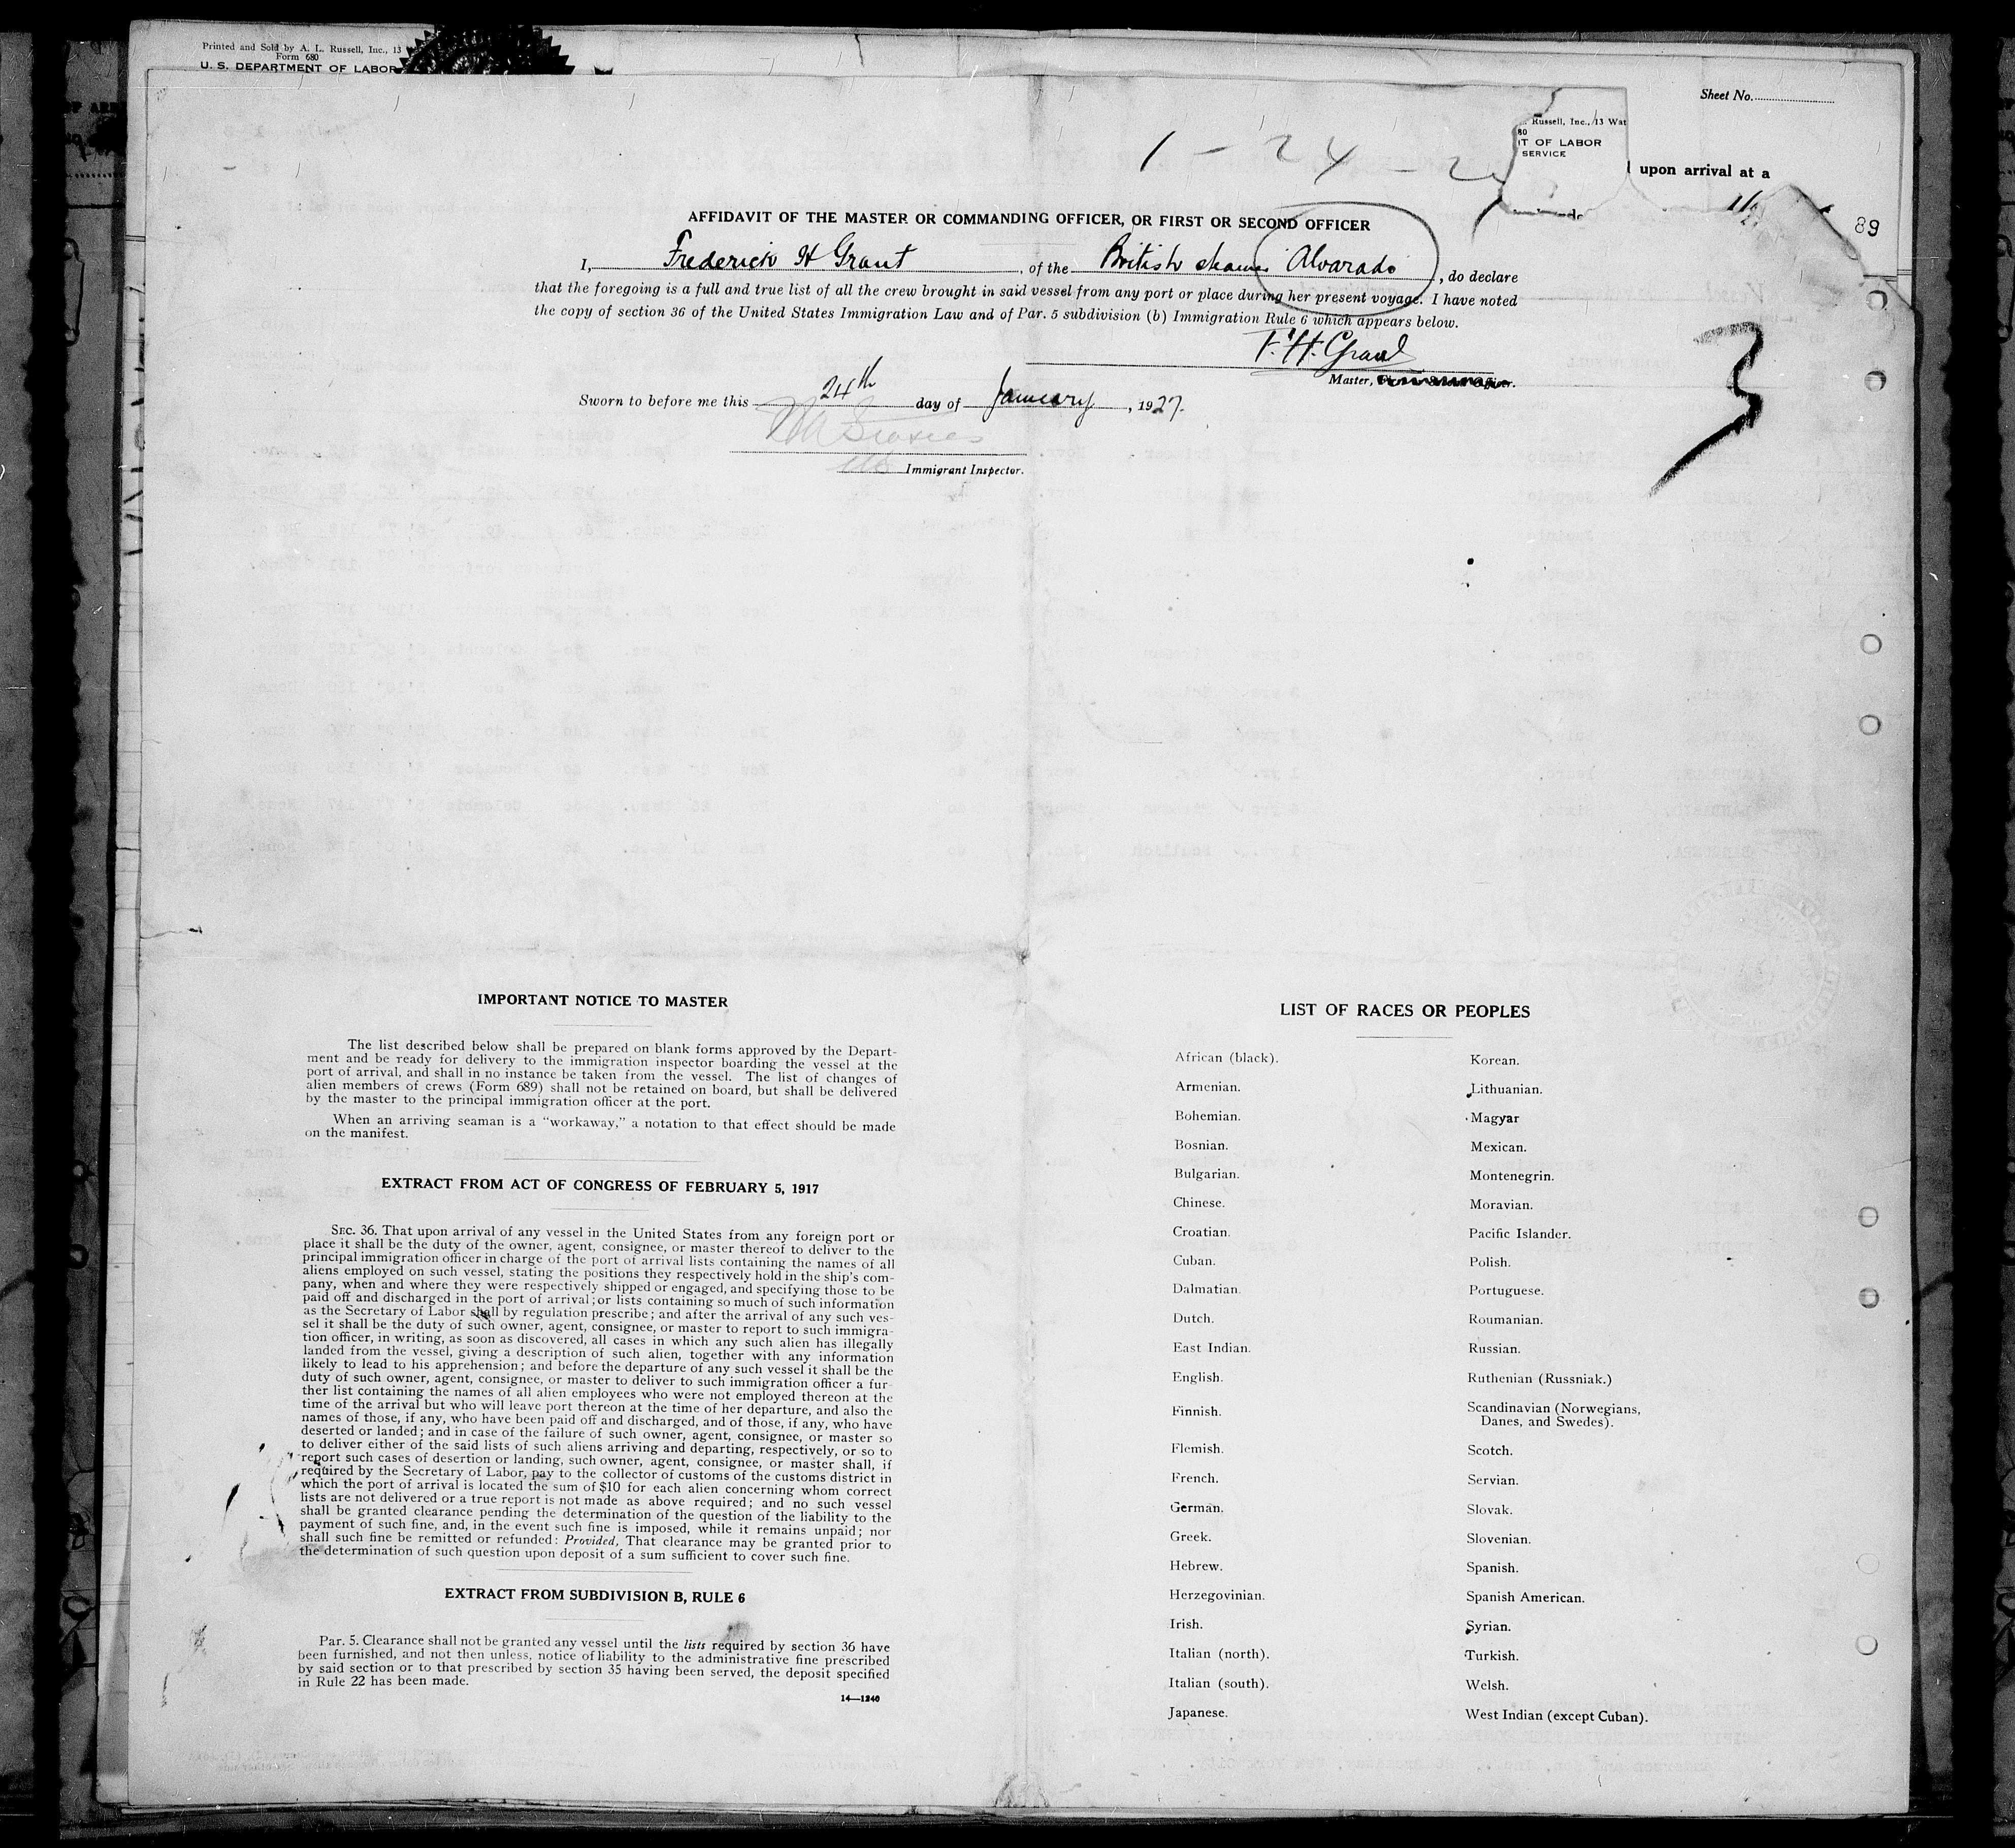 Printed and Sold by A. L. Russell, Inc., 13
Form 680
U. S. DEPARTMENT OF LABOR
Sheet No.
Russell, Inc., 13 Wat
80
IT OF LABOR
SERVICE
upon arrival at a
1 - 24 - 2
89
AFFIDAVIT OF THE MASTER OR COMMANDING OFFICER, OR FIRST OR SECOND OFFICER
I, Frederick H Grant, of the British steamer Alvarado, do declare
that the foregoing is a full and true list of all the crew brought in said vessel from any port or place during her present voyage. I have noted
the copy of section 36 of the United States Immigration Law and of Par. 5 subdivision (b) Immigration Rule 6 which appears below.
F. H. Grant
Master, Officer.
3
Sworn to before me this 24th day of January, 1927.
Immigrant Inspector.
IMPORTANT NOTICE TO MASTER
The list described below shall be prepared on blank forms approved by the Depart-
ment and be ready for delivery to the immigration inspector boarding the vessel at the
port of arrival, and shall in no instance be taken from the vessel. The list of changes of
alien members of crews (Form 689) shall not be retained on board, but shall be delivered
by the master to the principal immigration officer at the port.
When an arriving seaman is a "workaway," a notation to that effect should be made
on the manifest.
EXTRACT FROM ACT OF CONGRESS OF FEBRUARY 5, 1917
SEC. 36. That upon arrival of any vessel in the United States from any foreign port or
place it shall be the duty of the owner, agent, consignee, or master thereof to deliver to the
principal immigration officer in charge of the port of arrival lists containing the names of all
aliens employed on such vessel, stating the positions they respectively hold in the ship's com-
pany, when and where they were respectively shipped or engaged, and specifying those to be
paid off and discharged in the port of arrival; or lists containing so much of such information
as the Secretary of Labor shall by regulation prescribe; and after the arrival of any such ves-
sel it shall be the duty of such owner, agent, consignee, or master to report to such immigra-
tion officer, in writing, as soon as discovered, all cases in which any such alien has illegally
landed from the vessel, giving a description of such alien, together with any information
likely to lead to his apprehension; and before the departure of any such vessel it shall be the
duty of such owner, agent, consignee, or master to deliver to such immigration officer a fur-
ther list containing the names of all alien employees who were not employed thereon at the
time of the arrival but who will leave port thereon at the time of her departure, and also the
names of those, if any, who have been paid off and discharged, and of those, if any, who have
deserted or landed; and in case of the failure of such owner, agent, consignee, or master so
to deliver either of the said lists of such aliens arriving and departing, respectively, or so to
report such cases of desertion or landing, such owner, agent, consignee, or master shall, if
required by the Secretary of Labor, pay to the collector of customs of the customs district in
which the port of arrival is located the sum of $10 for each alien concerning whom correct
lists are not delivered or a true report is not made as above required; and no such vessel
shall be granted clearance pending the determination of the question of the liability to the
payment of such fine, and, in the event such fine is imposed, while it remains unpaid; nor
shall such fine be remitted or refunded: Provided, That clearance may be granted prior to
the determination of such question upon deposit of a sum sufficient to cover such fine.
EXTRACT FROM SUBDIVISION B, RULE 6
Par. 5. Clearance shall not be granted any vessel until the lists required by section 36 have
been furnished, and not then unless, notice of liability to the administrative fine prescribed
by said section or to that prescribed by section 35 having been served, the deposit specified
in Rule 22 has been made.
14—1240
LIST OF RACES OR PEOPLES
African (black).
Armenian.
Bohemian.
Bosnian.
Bulgarian.
Chinese.
Croatian.
Cuban.
Dalmatian.
Dutch.
East Indian.
English.
Finnish.
Flemish.
French.
German.
Greek.
Hebrew.
Herzegovinian.
Irish.
Italian (north).
Italian (south).
Japanese.
Korean.
Lithuanian.
Magyar
Mexican.
Montenegrin.
Moravian.
Pacific Islander.
Polish.
Portuguese.
Roumanian.
Russian.
Ruthenian (Russniak.)
Scandinavian (Norwegians,
Danes, and Swedes).
Scotch.
Servian.
Slovak.
Slovenian.
Spanish.
Spanish American.
Syrian.
Turkish.
Welsh.
West Indian (except Cuban).